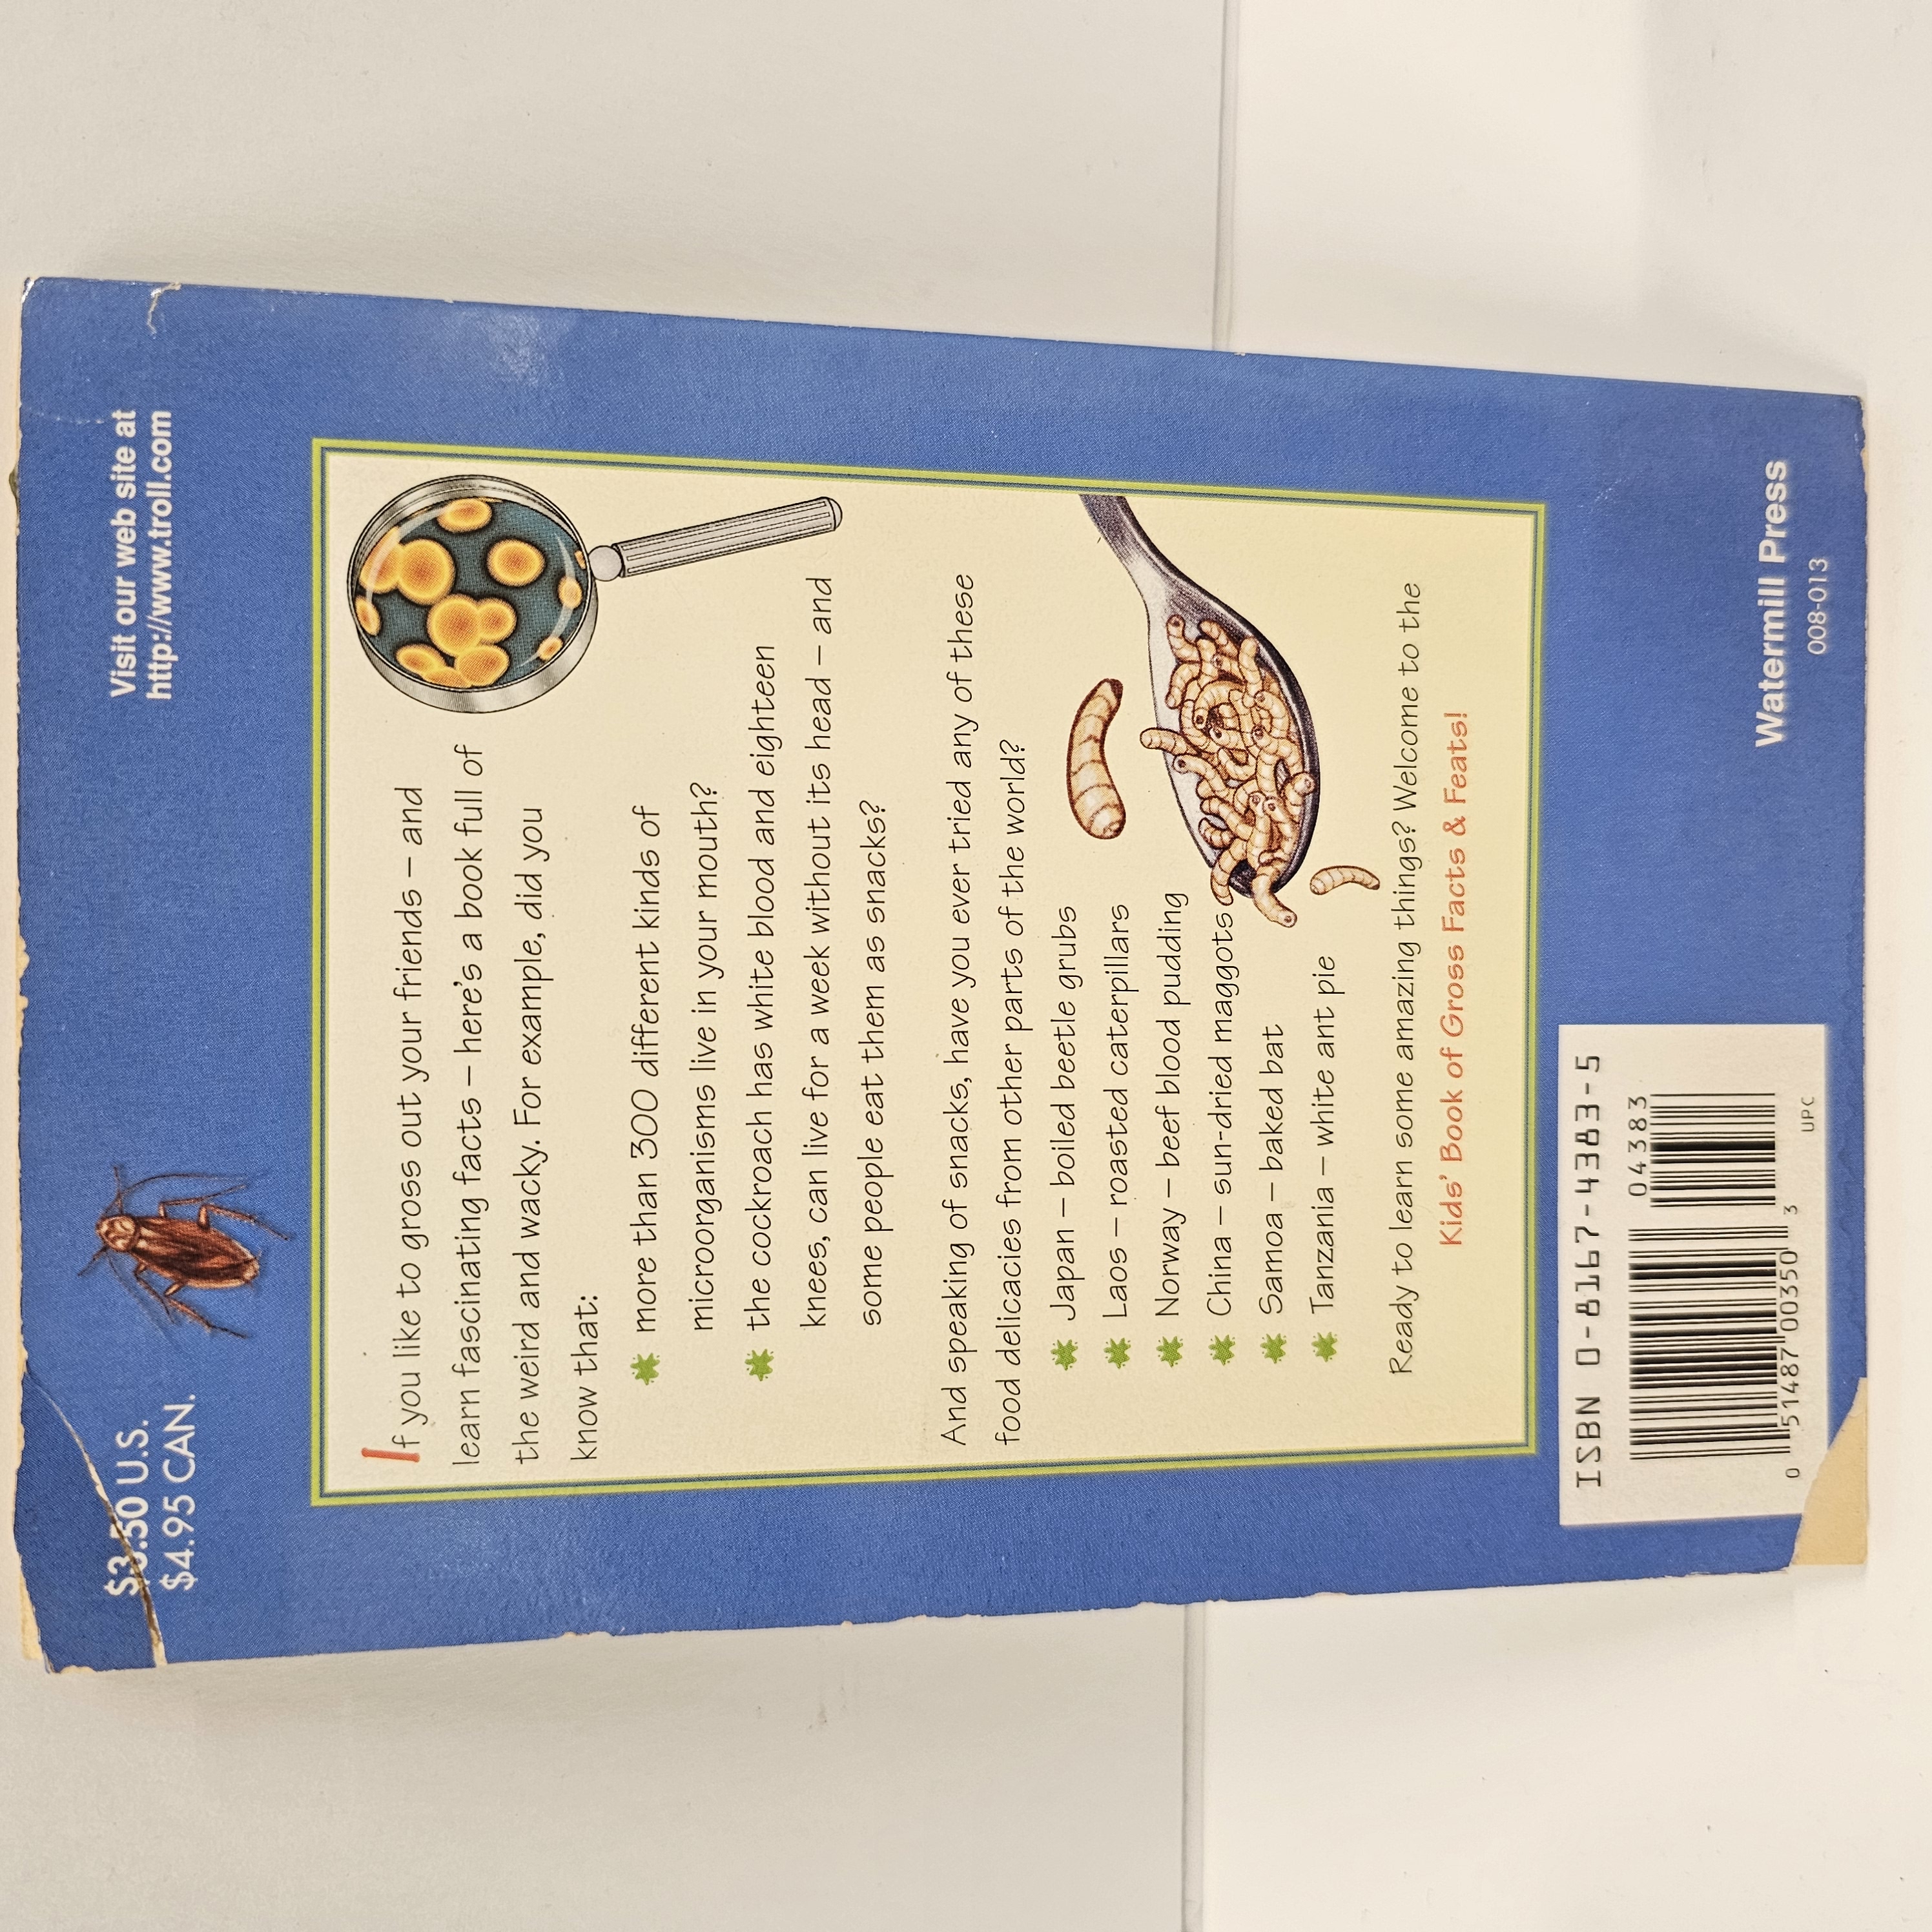 $3.50 U.S.
$4.95 CAN.
Visit our web site at
http://www.troll.com
If you like to gross out your friends – and
learn fascinating facts – here's a book full of
the weird and wacky. For example, did you
know that:
more than 300 different kinds of
microorganisms live in your mouth?
the cockroach has white blood and eighteen
knees, can live for a week without its head – and
some people eat them as snacks?
And speaking of snacks, have you ever tried any of these
food delicacies from other parts of the world?
Japan – boiled beetle grubs
Laos – roasted caterpillars
Norway – beef blood pudding
China – sun-dried maggots
Samoa – baked bat
Tanzania – white ant pie
Ready to learn some amazing things? Welcome to the
Kids' Book of Gross Facts & Feats!
ISBN 0-8167-4383-5
04383
0 51487 00350 3
UPC
Watermill Press
008-013